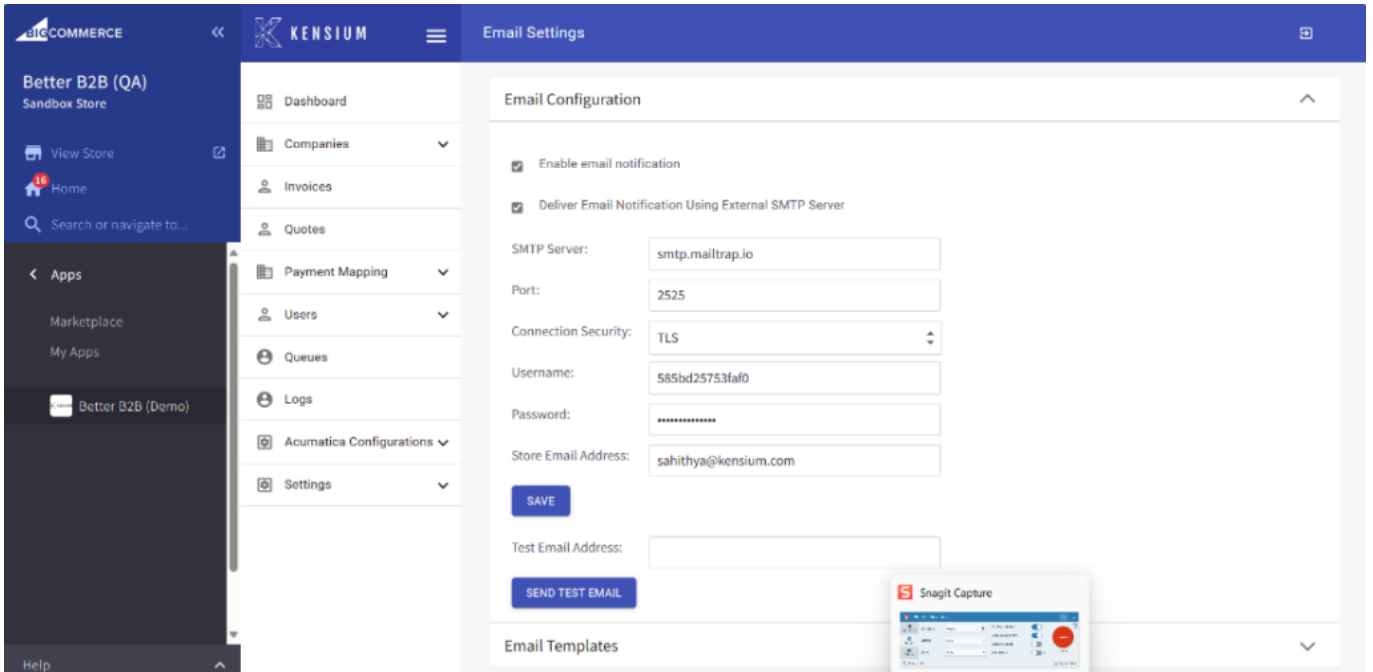 BIGCOMMERCE
Better B2B (QA)
Sandbox Store
View Store
16
Home
Search or navigate to...
Apps
Marketplace
My Apps
Better B2B (Demo)
Help
KENSIUM
Dashboard
Companies
Invoices
Quotes
Payment Mapping
Users
Queues
Logs
Acumatica Configurations
Settings
Email Settings
Email Configuration
Enable email notification
Deliver Email Notification Using External SMTP Server
SMTP Server: smtp.mailtrap.io
Port: 2525
Connection Security: TLS
Username: 585bd25753faf0
Password: ••••••••••••••
Store Email Address: sahithya@kensium.com
SAVE
Test Email Address:
SEND TEST EMAIL
Snagit Capture
Email Templates